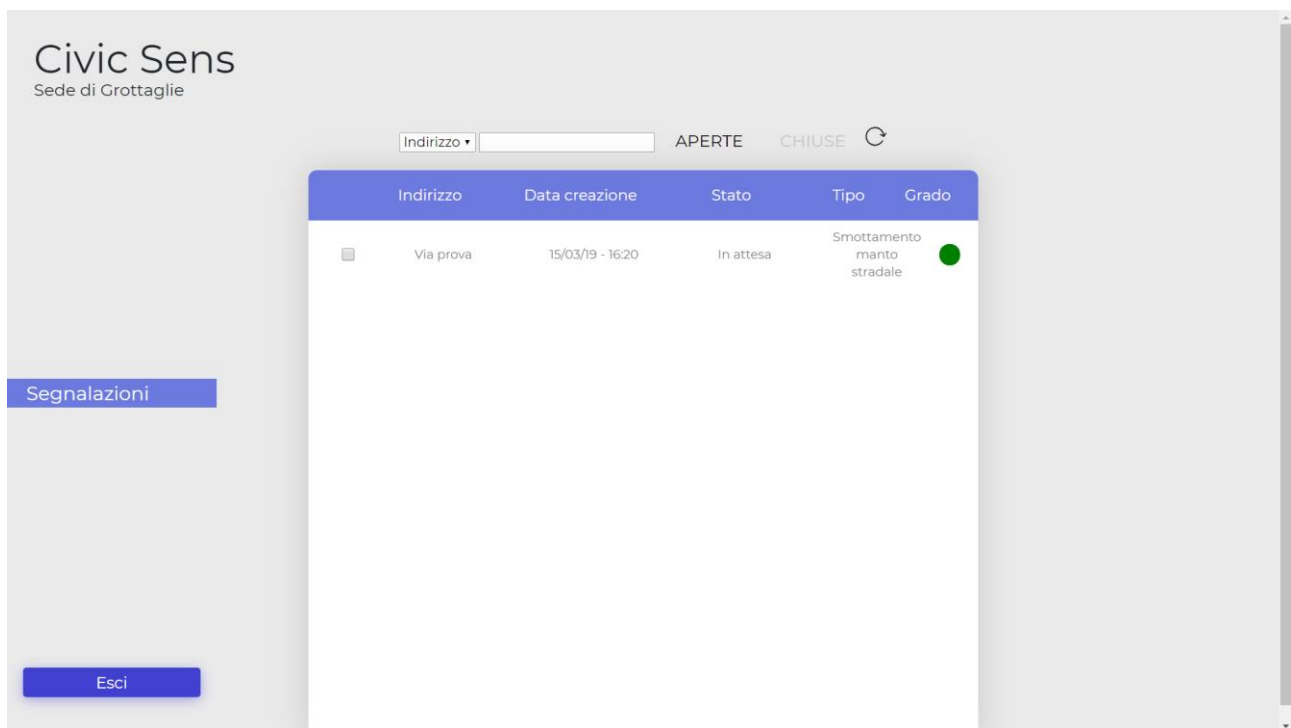 Civic Sens
Sede di Grottaglie
Indirizzo APERTE CHIUSE
Indirizzo Data creazione Stato Tipo Grado
Via prova 15/03/19 - 16:20 In attesa Smottamento
manto
stradale
Segnalazioni
Esci